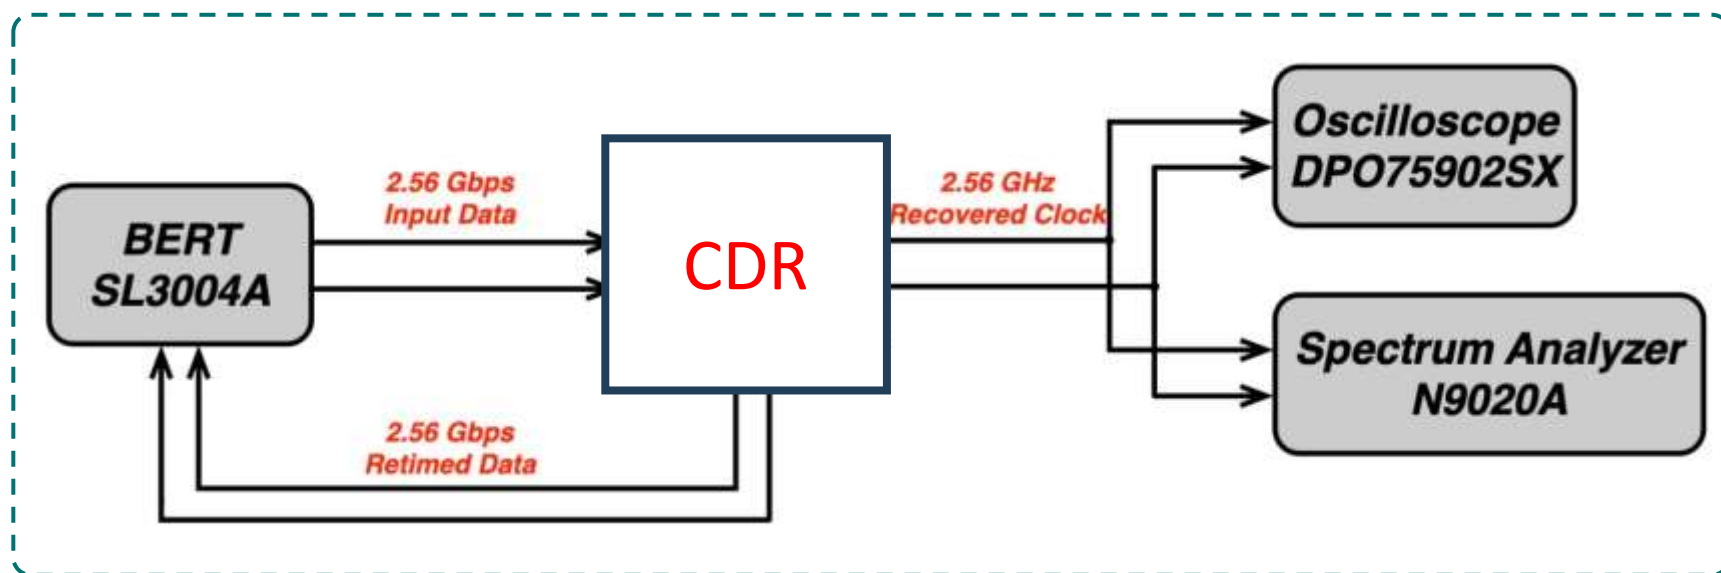 BERT
SL3004A
2.56 Gbps
Input Data
CDR
2.56 GHz
Recovered Clock
Oscilloscope
DPO75902SX
Spectrum Analyzer
N9020A
2.56 Gbps
Retimed Data